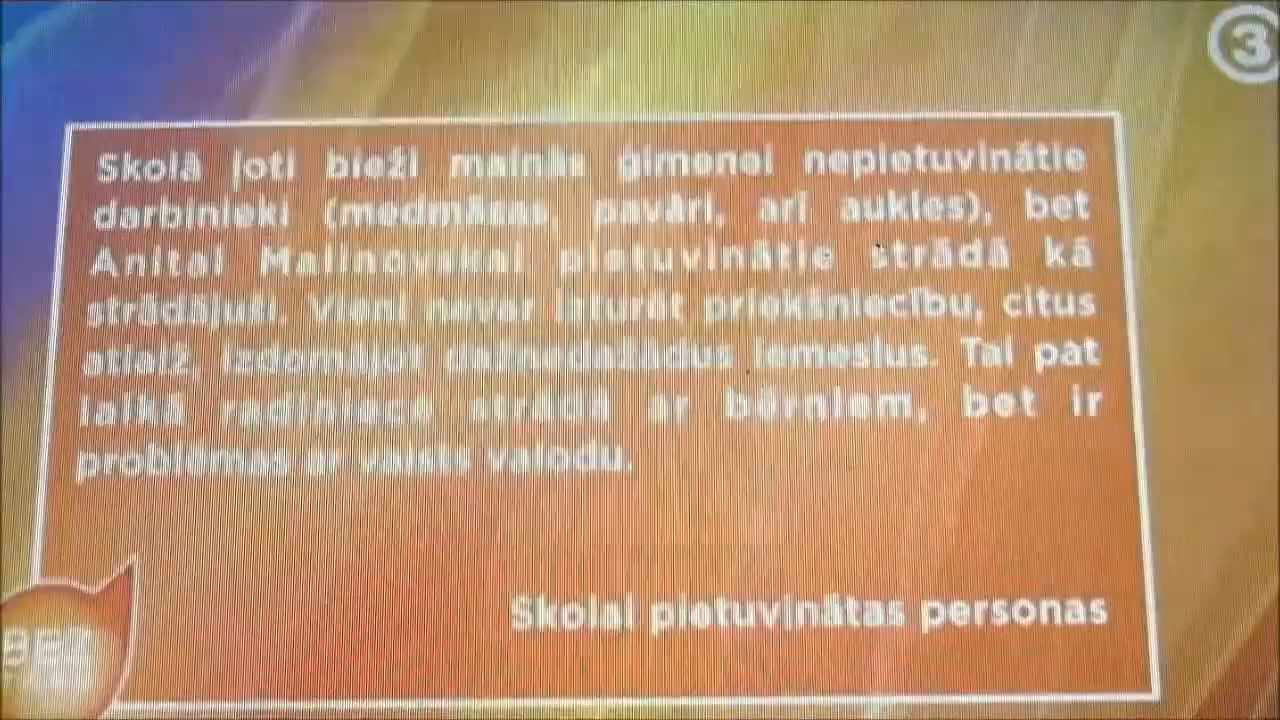 3
Skolā ļoti bieži mainās ģimenei nepietuvinātie
darbinieki (medmāsas, pavāri, arī aukles), bet
Anitai Malinovskai pietuvinātie strādā kā
strādājuši. Vieni nevar izturēt priekšniecību, citus
atlaiž, izdomājot dažnedažādus iemeslus. Tai pat
laikā radiniece strādā ar bērniem, bet ir
problēmas ar valsts valodu.
Skolai pietuvinātas personas